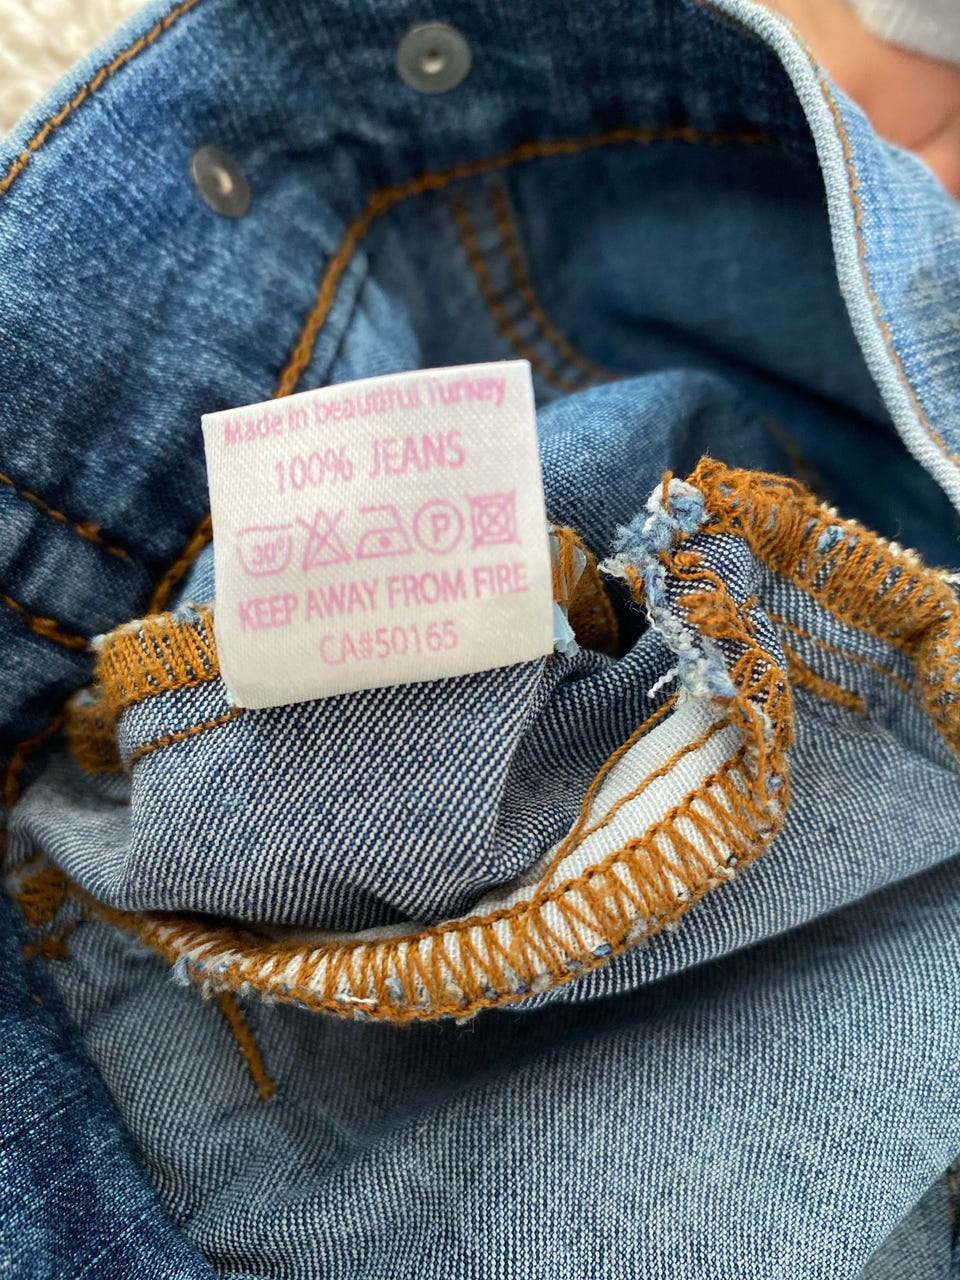 Made in beautiful Turkey
100% JEANS
30° P
KEEP AWAY FROM FIRE
CA#50165